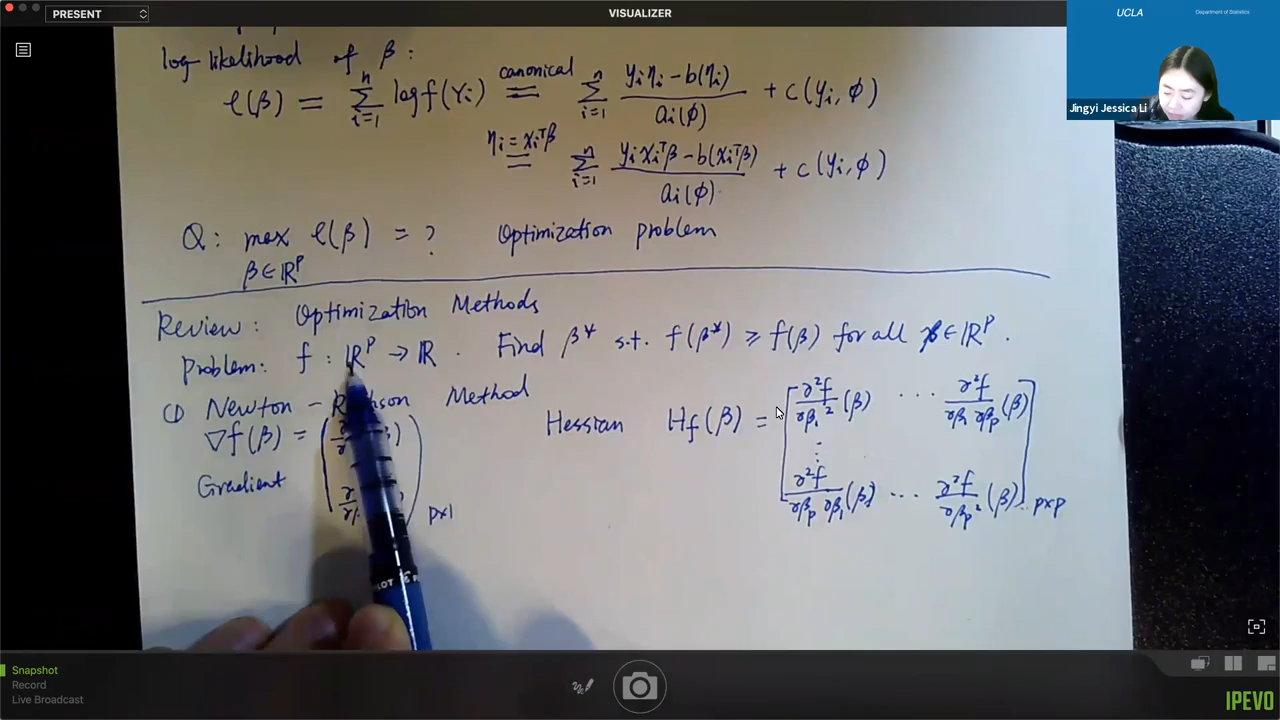 PRESENT
VISUALIZER
UCLA
Department of Statistics
Jingyi Jessica Li
log-likelihood of β:
ℓ(β) = Σ_{i=1}^{n} log f(Yi) =^{canonical} Σ_{i=1}^{n} (yiηi − b(ηi)) / ai(φ) + c(yi, φ)
=^{ηi = xiᵀβ} Σ_{i=1}^{n} (yi xiᵀβ − b(xiᵀβ)) / ai(φ) + c(yi, φ)
Q: max_{β∈ℝᵖ} ℓ(β) = ? Optimization problem
Review: Optimization Methods
Problem: f : ℝᵖ → ℝ . Find β* s.t. f(β*) ≥ f(β) for all β∈ℝᵖ .
① Newton - Method
∇f(β) = p×1
Gradient
Hessian Hf(β) = [ ∂²f/∂β₁² (β) ... ∂²f/∂β₁∂βp (β)
⋮
∂²f/∂βp∂β₁ (β) ... ∂²f/∂βp² (β) ] p×p
Snapshot
Record
Live Broadcast
IPEVO